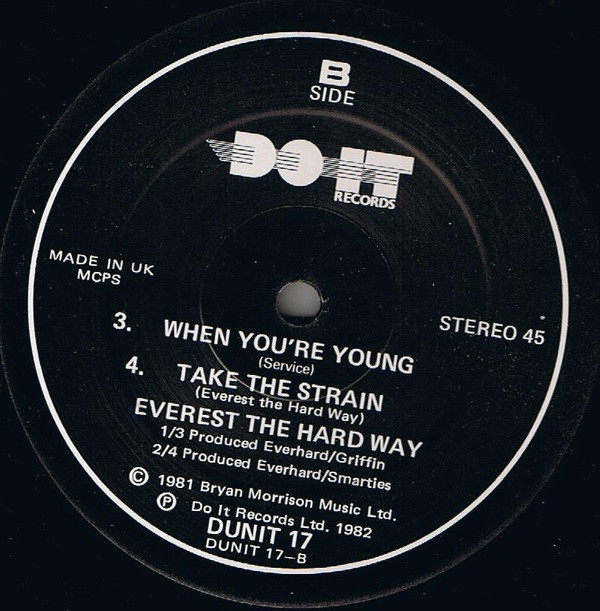 B
SIDE
DO IT
RECORDS
MADE IN UK
MCPS
STEREO 45
3. WHEN YOU'RE YOUNG
(Service)
4. TAKE THE STRAIN
(Everest the Hard Way)
EVEREST THE HARD WAY
1/3 Produced Everhard/Griffin
2/4 Produced Everhard/Smarties
© 1981 Bryan Morrison Music Ltd.
℗ Do It Records Ltd. 1982
DUNIT 17
DUNIT 17-B